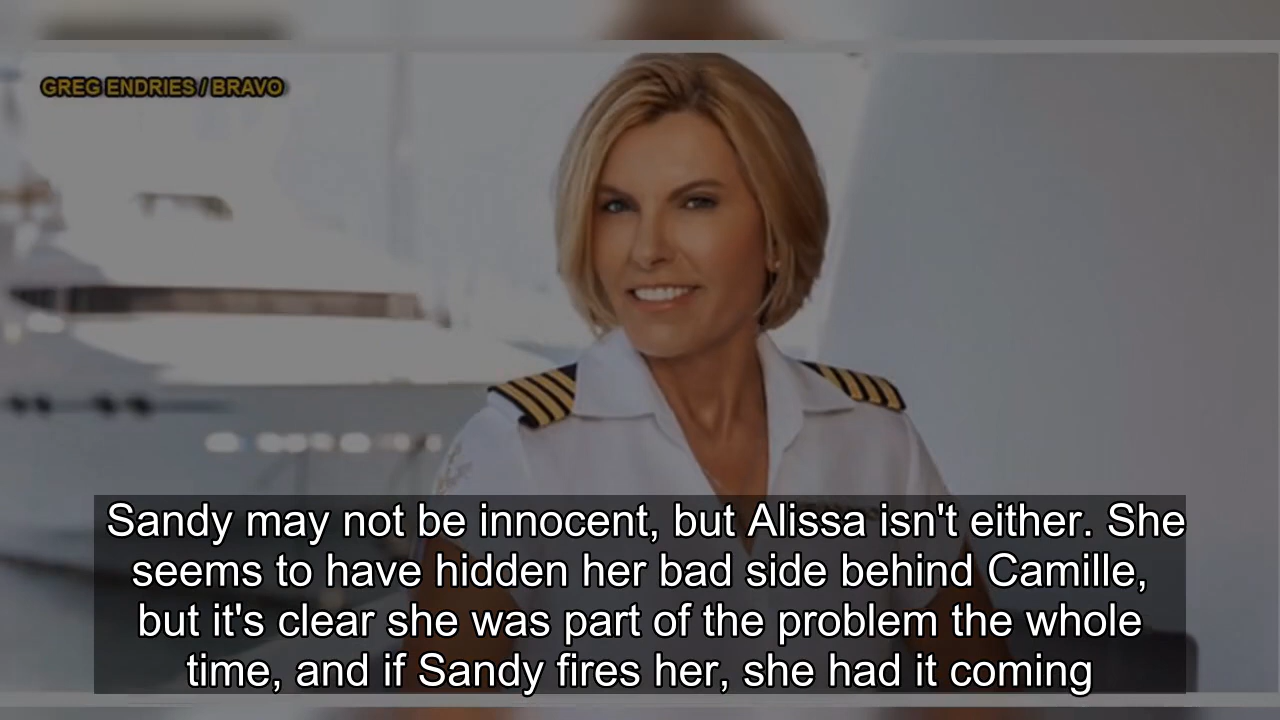 GREG ENDRIES / BRAVO
Sandy may not be innocent, but Alissa isn't either. She
seems to have hidden her bad side behind Camille,
but it's clear she was part of the problem the whole
time, and if Sandy fires her, she had it coming